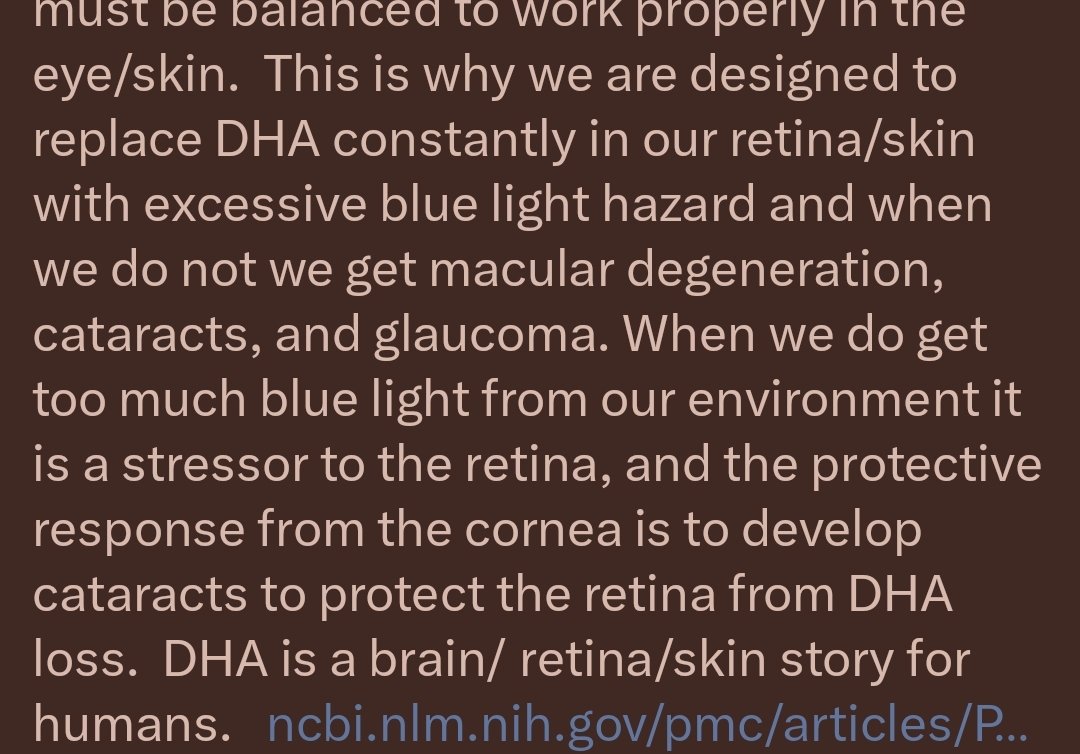 must be balanced to work properly in the
eye/skin.  This is why we are designed to
replace DHA constantly in our retina/skin
with excessive blue light hazard and when
we do not we get macular degeneration,
cataracts, and glaucoma. When we do get
too much blue light from our environment it
is a stressor to the retina, and the protective
response from the cornea is to develop
cataracts to protect the retina from DHA
loss.  DHA is a brain/ retina/skin story for
humans.   ncbi.nlm.nih.gov/pmc/articles/P...